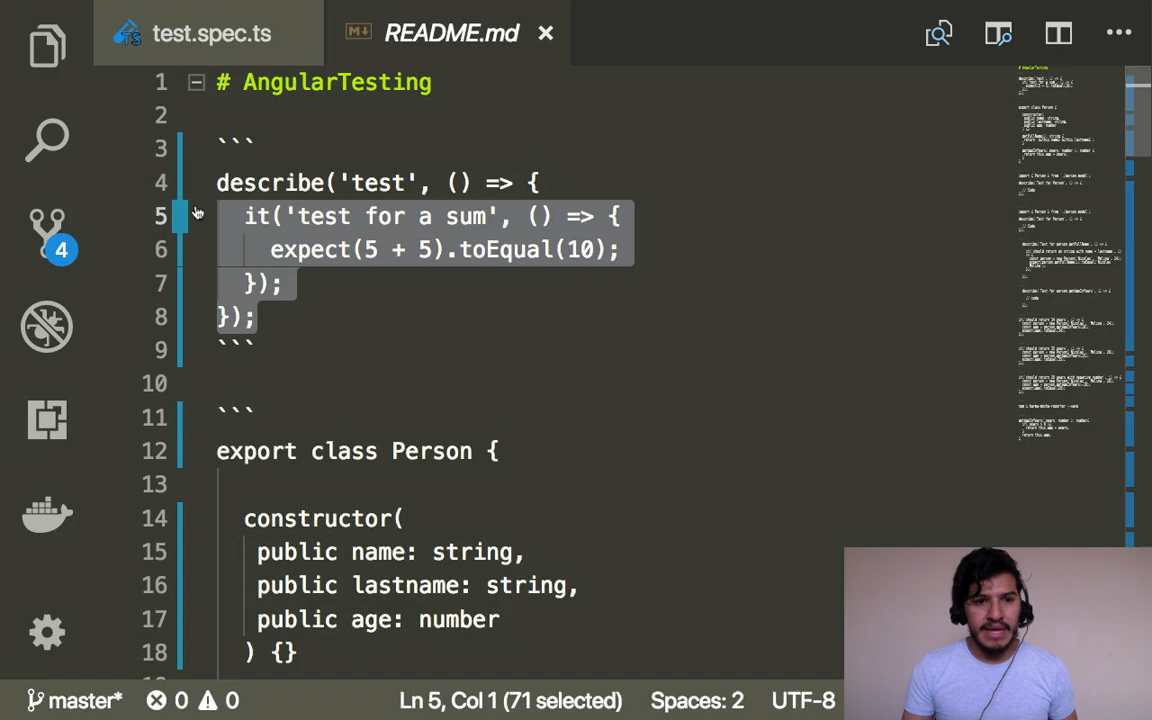 test.spec.ts
README.md
1 # AngularTesting
2
3 ```
4 describe('test', () => {
5 it('test for a sum', () => {
6 expect(5 + 5).toEqual(10);
7 });
8 });
9 ```
10
11 ```
12 export class Person {
13
14 constructor(
15 public name: string,
16 public lastname: string,
17 public age: number
18 ) {}
4
master* 0 0 Ln 5, Col 1 (71 selected) Spaces: 2 UTF-8